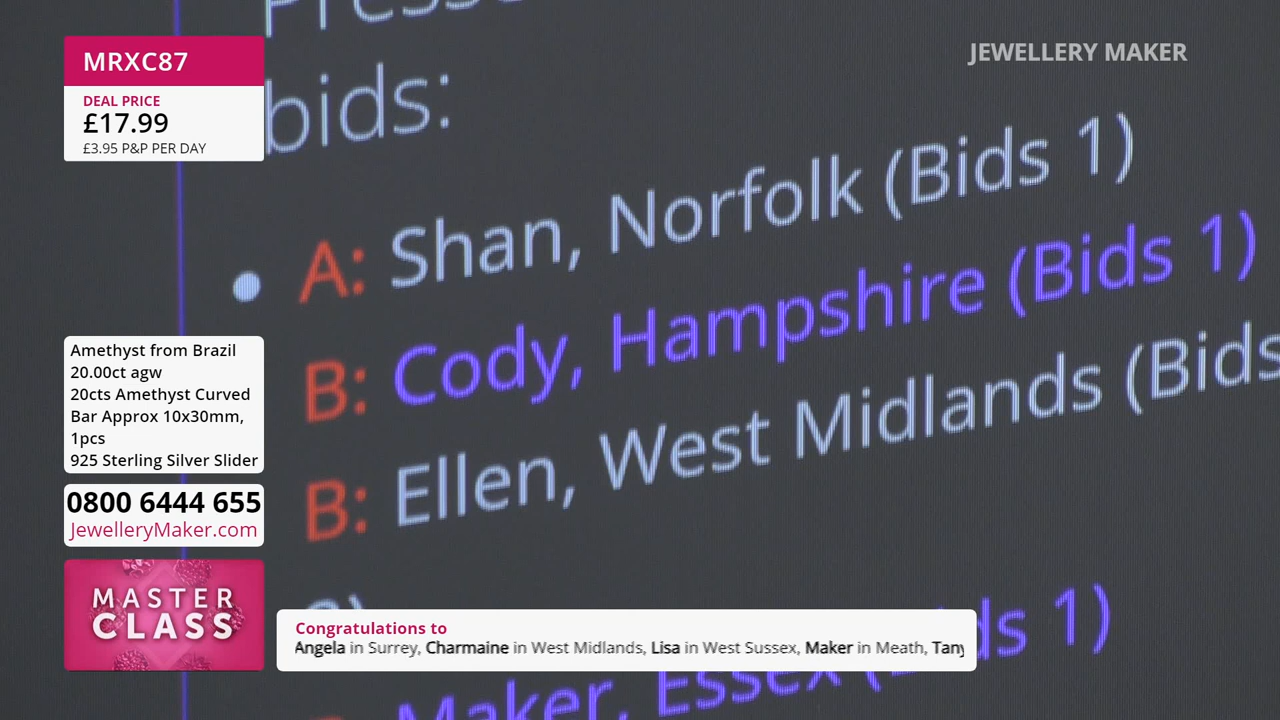 MRXC87
DEAL PRICE
£17.99
£3.95 P&P PER DAY
JEWELLERY MAKER
bids:
A: Shan, Norfolk (Bids 1)
B: Cody, Hampshire (Bids 1)
B: Ellen, West Midlands (Bids
Maker, Essex
ds 1)
Amethyst from Brazil
20.00ct agw
20cts Amethyst Curved
Bar Approx 10x30mm,
1pcs
925 Sterling Silver Slider
0800 6444 655
JewelleryMaker.com
MASTER
CLASS
Congratulations to
Angela in Surrey, Charmaine in West Midlands, Lisa in West Sussex, Maker in Meath, Tany